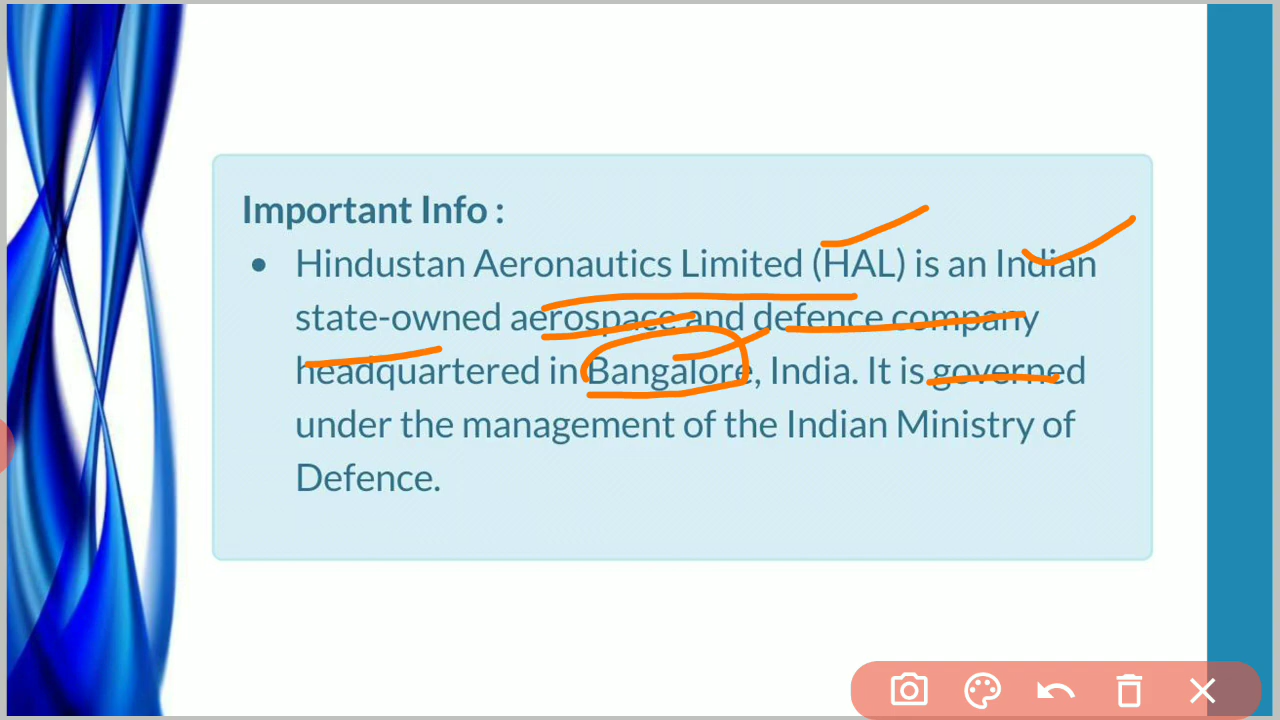 Important Info :
• Hindustan Aeronautics Limited (HAL) is an Indian
state-owned aerospace and defence company
headquartered in Bangalore, India. It is governed
under the management of the Indian Ministry of
Defence.